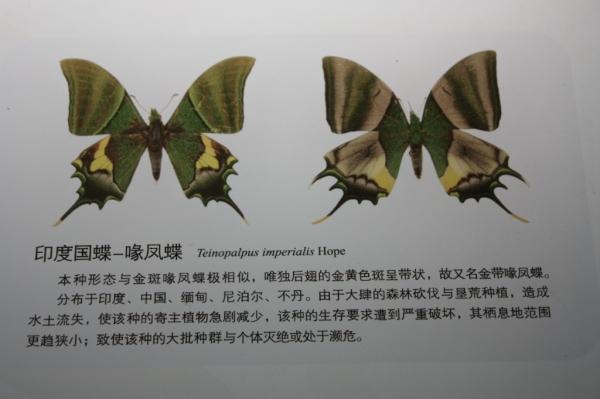 印度国蝶–喙凤蝶 Teinopalpus imperialis Hope
本种形态与金斑喙凤蝶极相似，唯独后翅的金黄色斑呈带状，故又名金带喙凤蝶。
分布于印度、中国、缅甸、尼泊尔、不丹。由于大肆的森林砍伐与垦荒种植，造成
水土流失，使该种的寄主植物急剧减少，该种的生存要求遭到严重破坏，其栖息地范围
更趋狭小；致使该种的大批种群与个体灭绝或处于濒危。